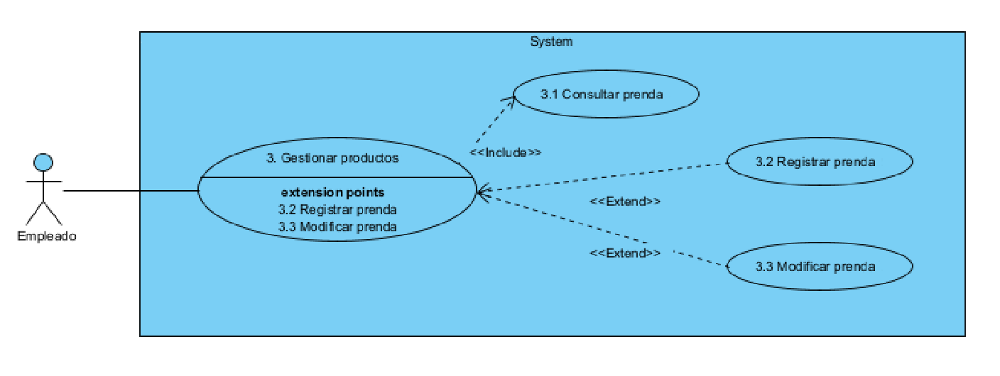 System
3.1 Consultar prenda
<<Include>>
3. Gestionar productos
extension points
3.2 Registrar prenda
3.3 Modificar prenda
3.2 Registrar prenda
<<Extend>>
<<Extend>>
3.3 Modificar prenda
Empleado